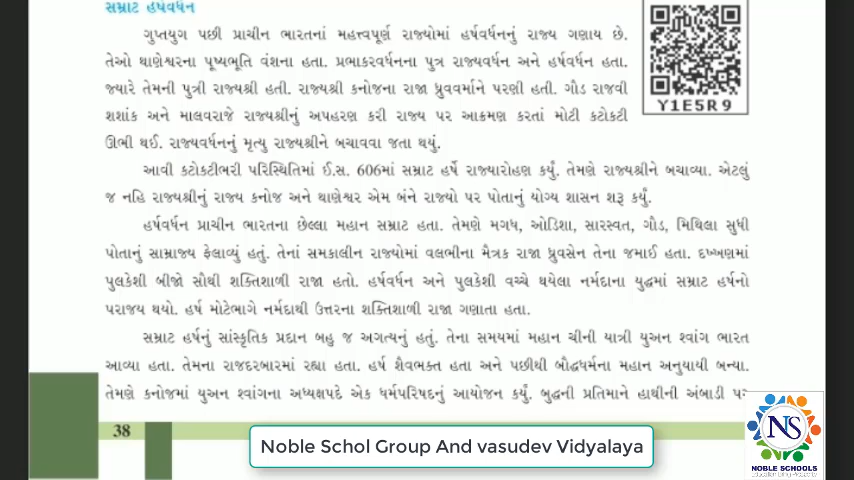 સમ્રાટ હર્ષવર્ધન
ગુપ્તયુગ પછી પ્રાચીન ભારતનાં મહત્ત્વપૂર્ણ રાજ્યોમાં હર્ષવર્ધનનું રાજ્ય ગણાય છે.
તેઓ થાણેશ્વરના પૂષ્યભૂતિ વંશના હતા. પ્રભાકરવર્ધનના પુત્ર રાજ્યવર્ધન અને હર્ષવર્ધન હતા.
જ્યારે તેમની પુત્રી રાજ્યશ્રી હતી. રાજ્યશ્રી કનોજના રાજા ધ્રુવવર્માને પરણી હતી. ગૌડ રાજવી
શશાંક અને માલવરાજે રાજ્યશ્રીનું અપહરણ કરી રાજ્ય પર આક્રમણ કરતાં મોટી કટોકટી
Y1E5R9
ઊભી થઈ. રાજ્યવર્ધનનું મૃત્યુ રાજ્યશ્રીને બચાવવા જતા થયું.
આવી કટોકટીભરી પરિસ્થિતિમાં ઈ.સ. 606માં સમ્રાટ હર્ષે રાજ્યારોહણ કર્યું. તેમણે રાજ્યશ્રીને બચાવ્યા. એટલું
જ નહિ રાજ્યશ્રીનું રાજ્ય કનોજ અને થાણેશ્વર એમ બંને રાજ્યો પર પોતાનું યોગ્ય શાસન શરૂ કર્યું.
હર્ષવર્ધન પ્રાચીન ભારતના છેલ્લા મહાન સમ્રાટ હતા. તેમણે મગધ, ઓડિશા, સારસ્વત, ગૌડ, મિથિલા સુધી
પોતાનું સામ્રાજ્ય ફેલાવ્યું હતું. તેનાં સમકાલીન રાજ્યોમાં વલભીના મૈત્રક રાજા ધ્રુવસેન તેના જમાઈ હતા. દખ્ખણમાં
પુલકેશી બીજો સૌથી શક્તિશાળી રાજા હતો. હર્ષવર્ધન અને પુલકેશી વચ્ચે થયેલા નર્મદાના યુદ્ધમાં સમ્રાટ હર્ષનો
પરાજય થયો. હર્ષ મોટેભાગે નર્મદાથી ઉત્તરના શક્તિશાળી રાજા ગણાતા હતા.
સમ્રાટ હર્ષનું સાંસ્કૃતિક પ્રદાન બહુ જ અગત્યનું હતું. તેના સમયમાં મહાન ચીની યાત્રી યુઅન શ્વાંગ ભારત
આવ્યા હતા. તેમના રાજદરબારમાં રહ્યા હતા. હર્ષ શૈવભક્ત હતા અને પછીથી બૌદ્ધધર્મના મહાન અનુયાયી બન્યા.
તેમણે કનોજમાં યુઅન શ્વાંગના અધ્યક્ષપદે એક ધર્મપરિષદનું આયોજન કર્યું. બુદ્ધની પ્રતિમાને હાથીની અંબાડી પર
38
Noble Schol Group And vasudev Vidyalaya
NS
NOBLE SCHOOLS